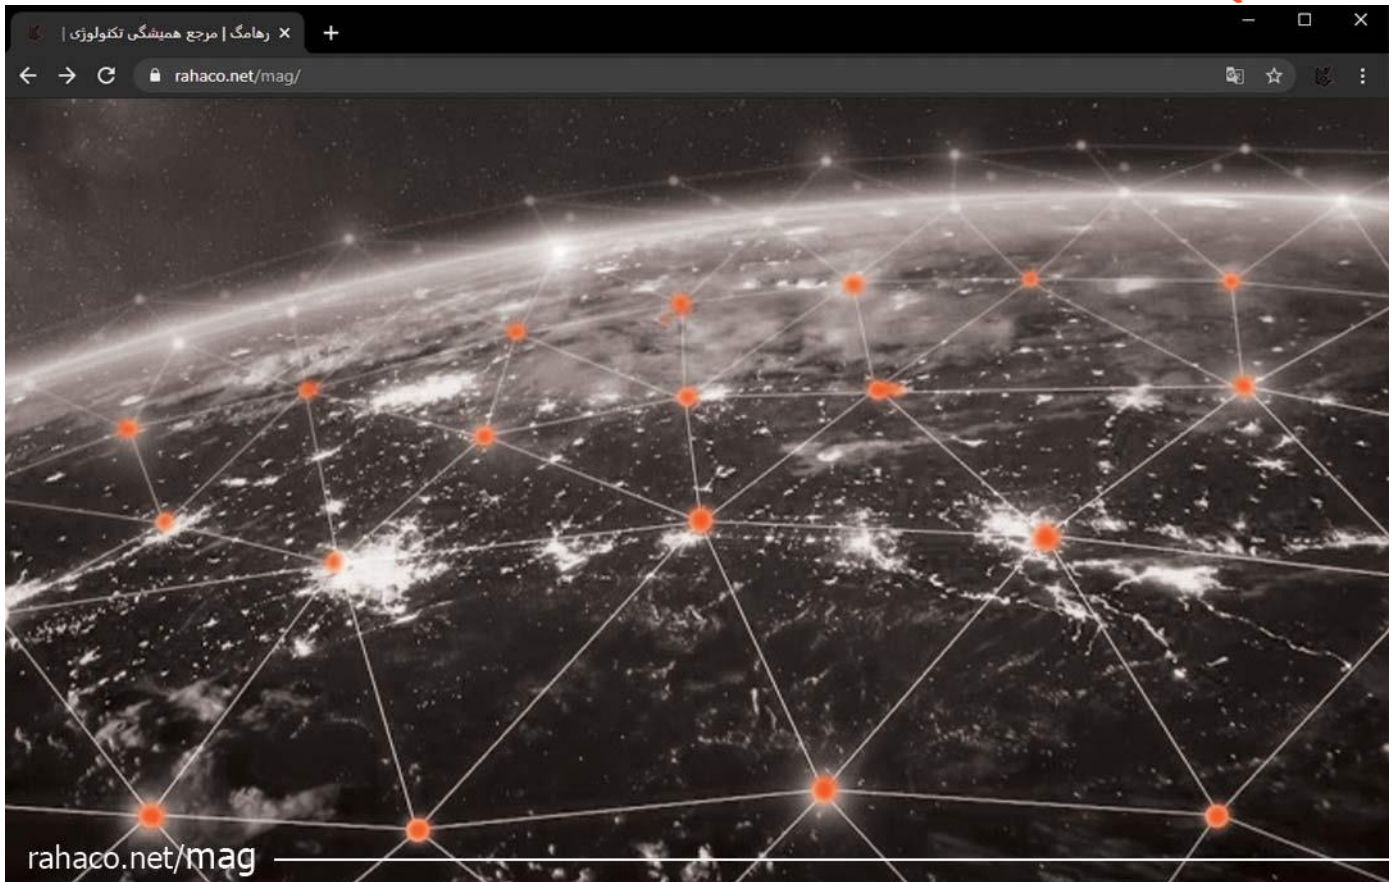 رهامگ | مرجع همیشگی تکنولوژی |
rahaco.net/mag/
rahaco.net/mag